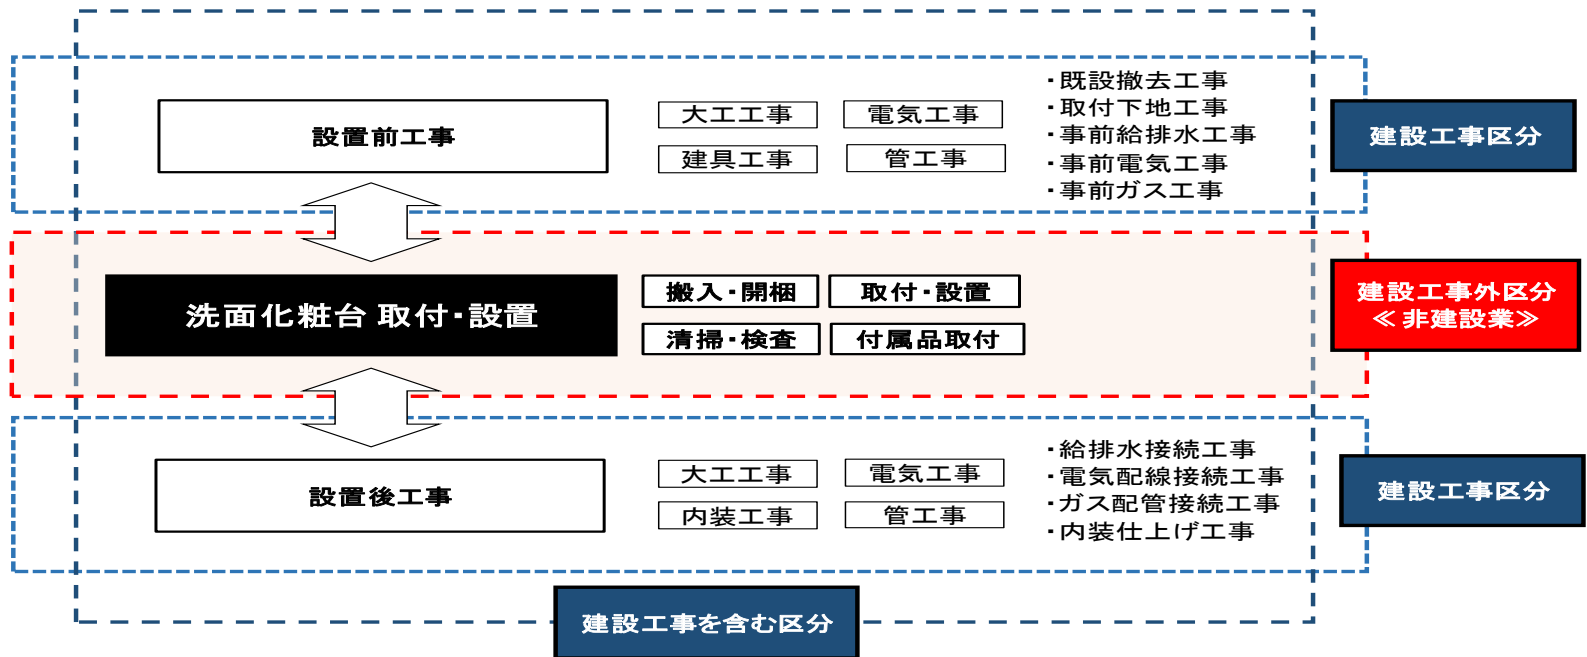 設置前工事
大工工事
電気工事
建具工事
管工事
・既設撤去工事
・取付下地工事
・事前給排水工事
・事前電気工事
・事前ガス工事
建設工事区分
洗面化粧台 取付・設置
搬入・開梱
取付・設置
清掃・検査
付属品取付
建設工事外区分
≪ 非建設業≫
設置後工事
大工工事
電気工事
内装工事
管工事
・給排水接続工事
・電気配線接続工事
・ガス配管接続工事
・内装仕上げ工事
建設工事区分
建設工事を含む区分